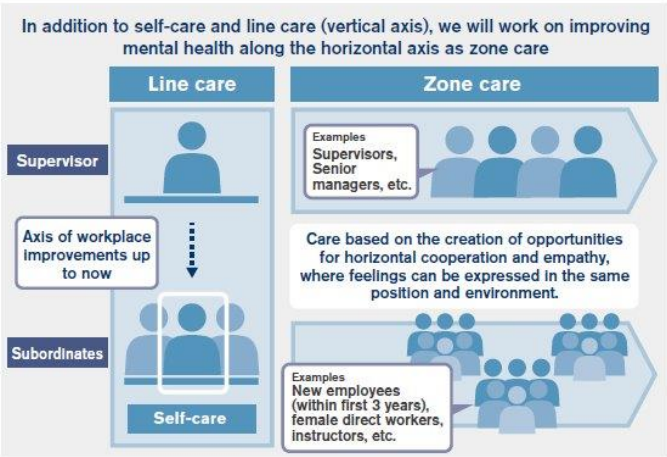 In addition to self-care and line care (vertical axis), we will work on improving
mental health along the horizontal axis as zone care
Line care
Zone care
Supervisor
Examples
Supervisors,
Senior
managers, etc.
Axis of workplace
improvements up
to now
Care based on the creation of opportunities
for horizontal cooperation and empathy,
where feelings can be expressed in the same
position and environment.
Subordinates
Self-care
Examples
New employees
(within first 3 years),
female direct workers,
instructors, etc.